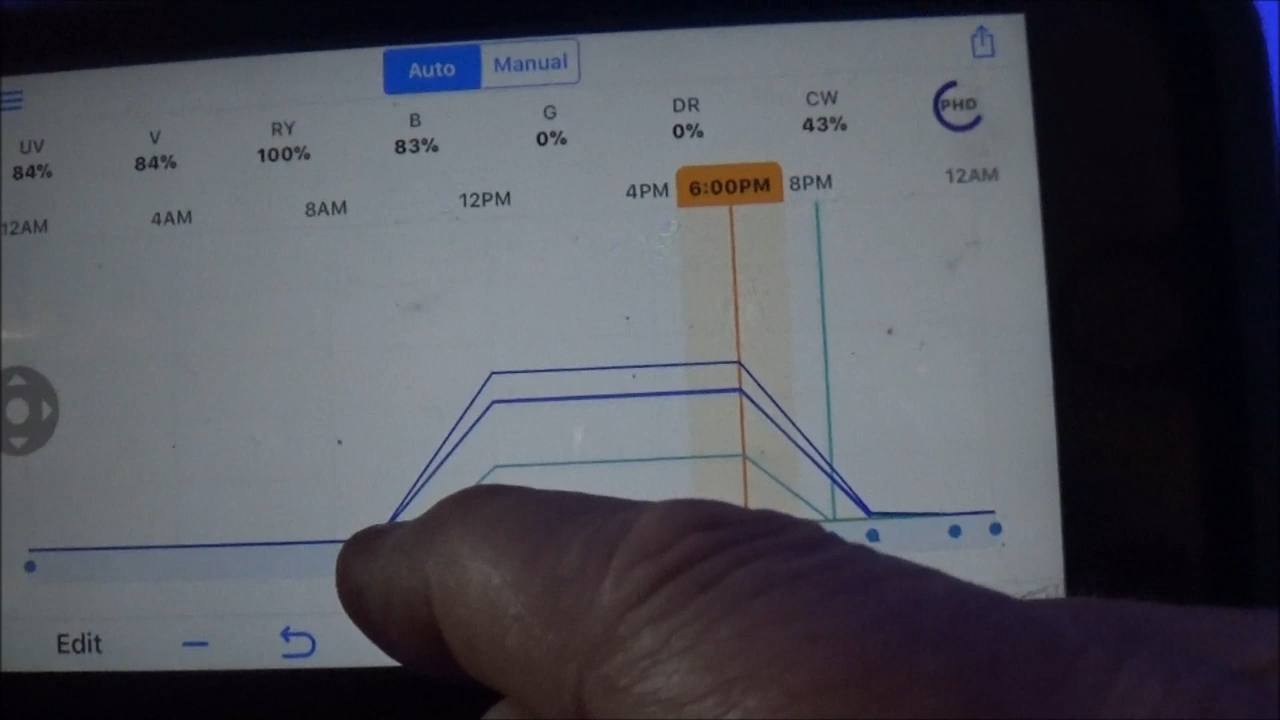 Auto Manual
UV V RY B G DR CW PHD
84% 84% 100% 83% 0% 0% 43%
12AM 4AM 8AM 12PM 4PM 6:00PM 8PM 12AM
Edit